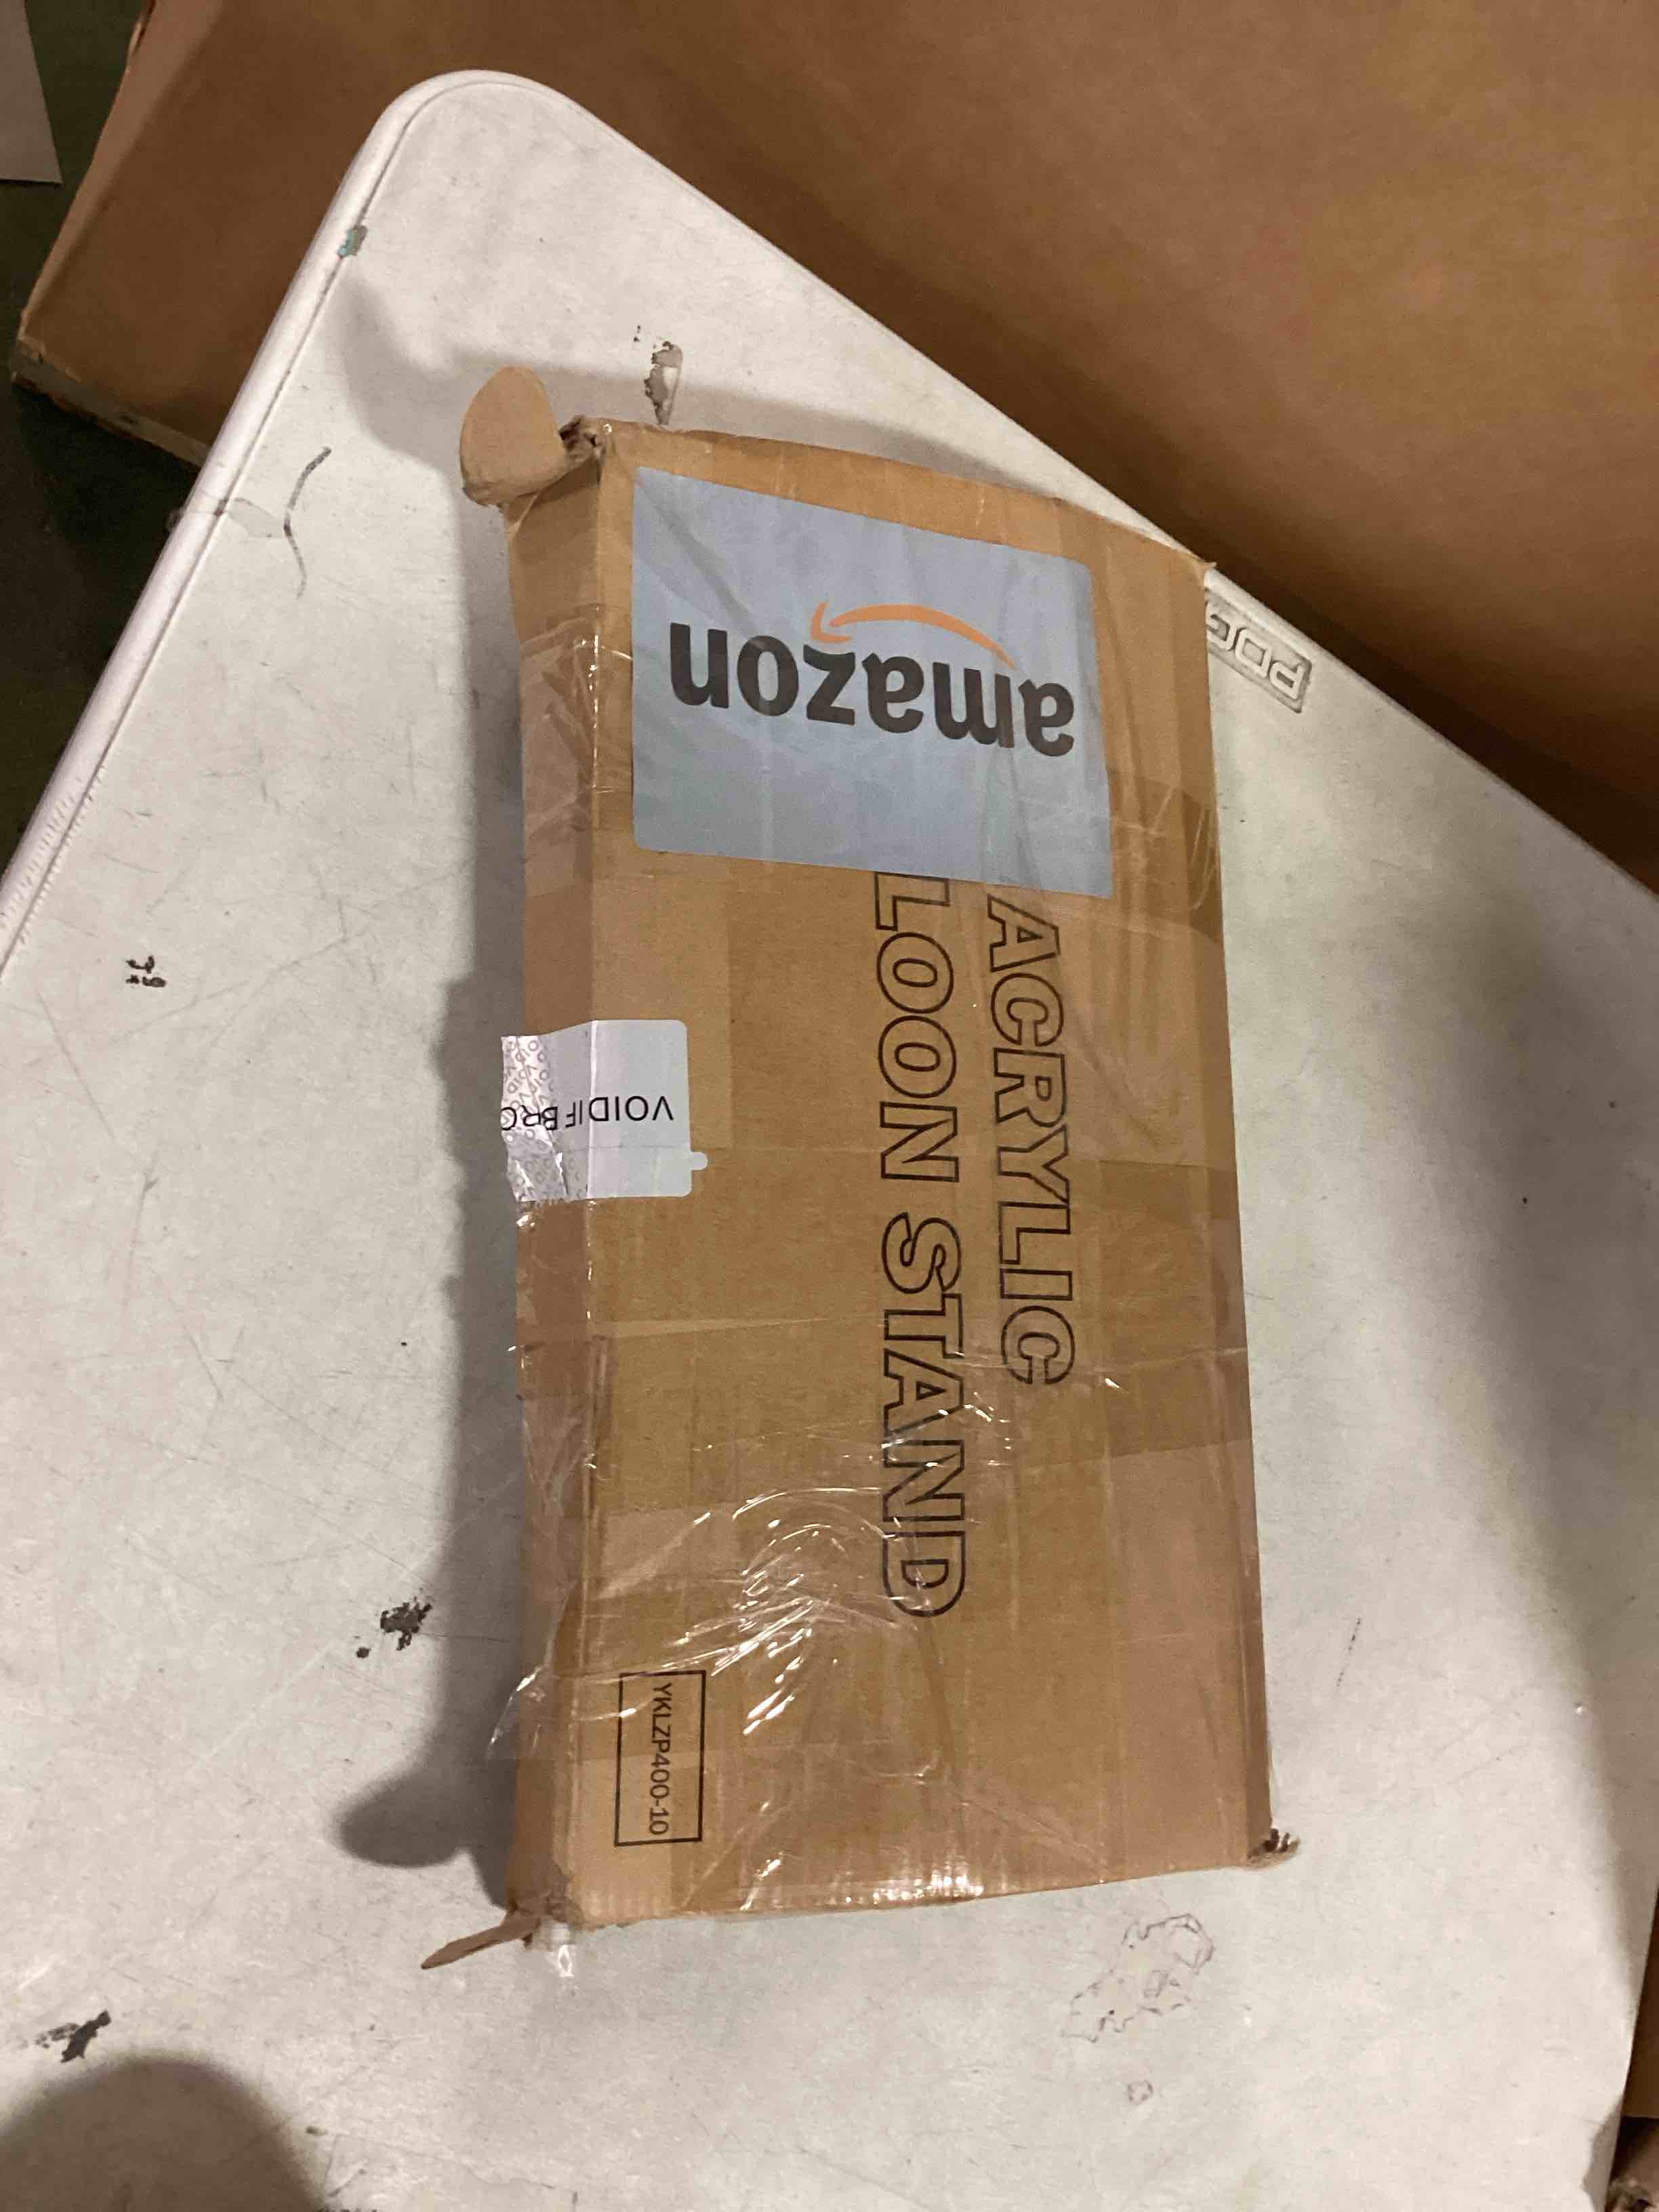 amazon
ACRYLIC
LOON STAND
VOID IF BRO
YKLZP400-10